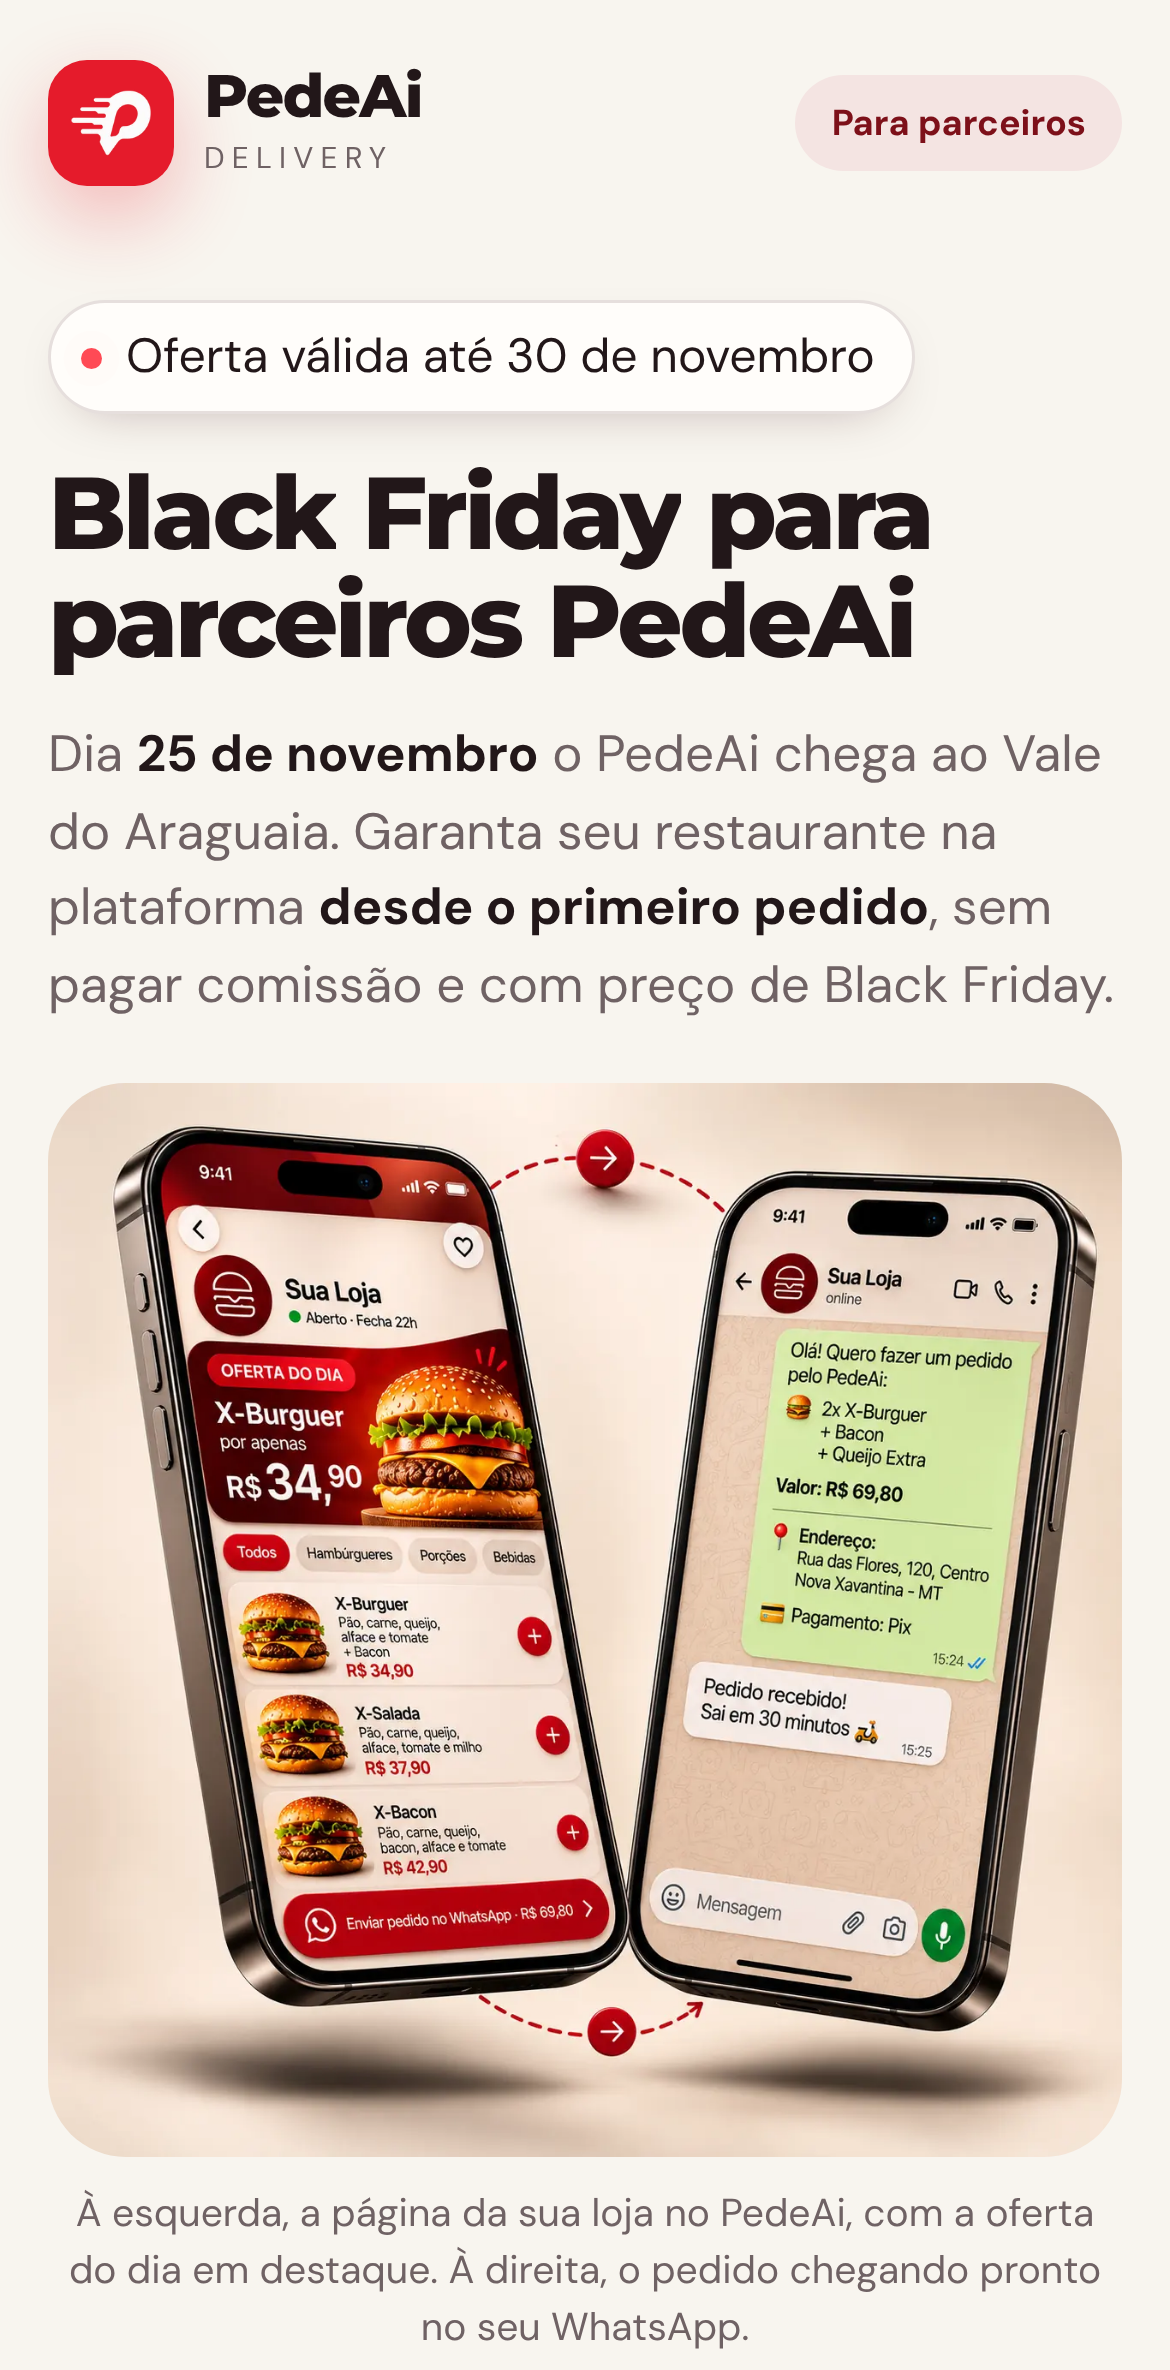 PedeAi
DELIVERY
Para parceiros
Oferta válida até 30 de novembro
Black Friday para
parceiros PedeAi
Dia 25 de novembro o PedeAi chega ao Vale
do Araguaia. Garanta seu restaurante na
plataforma desde o primeiro pedido, sem
pagar comissão e com preço de Black Friday.
9:41
Sua Loja
Aberto · Fecha 22h
OFERTA DO DIA
X-Burguer
por apenas
R$ 34,90
Todos
Hambúrgueres
Porções
Bebidas
X-Burguer
Pão, carne, queijo,
alface e tomate
+ Bacon
R$ 34,90
X-Salada
Pão, carne, queijo,
alface, tomate e milho
R$ 37,90
X-Bacon
Pão, carne, queijo,
bacon, alface e tomate
R$ 42,90
Enviar pedido no WhatsApp · R$ 69,80
9:41
Sua Loja
online
Olá! Quero fazer um pedido
pelo PedeAi:
2x X-Burguer
+ Bacon
+ Queijo Extra
Valor: R$ 69,80
Endereço:
Rua das Flores, 120, Centro
Nova Xavantina - MT
Pagamento: Pix
15:24
Pedido recebido!
Sai em 30 minutos
15:25
Mensagem
À esquerda, a página da sua loja no PedeAi, com a oferta
do dia em destaque. À direita, o pedido chegando pronto
no seu WhatsApp.